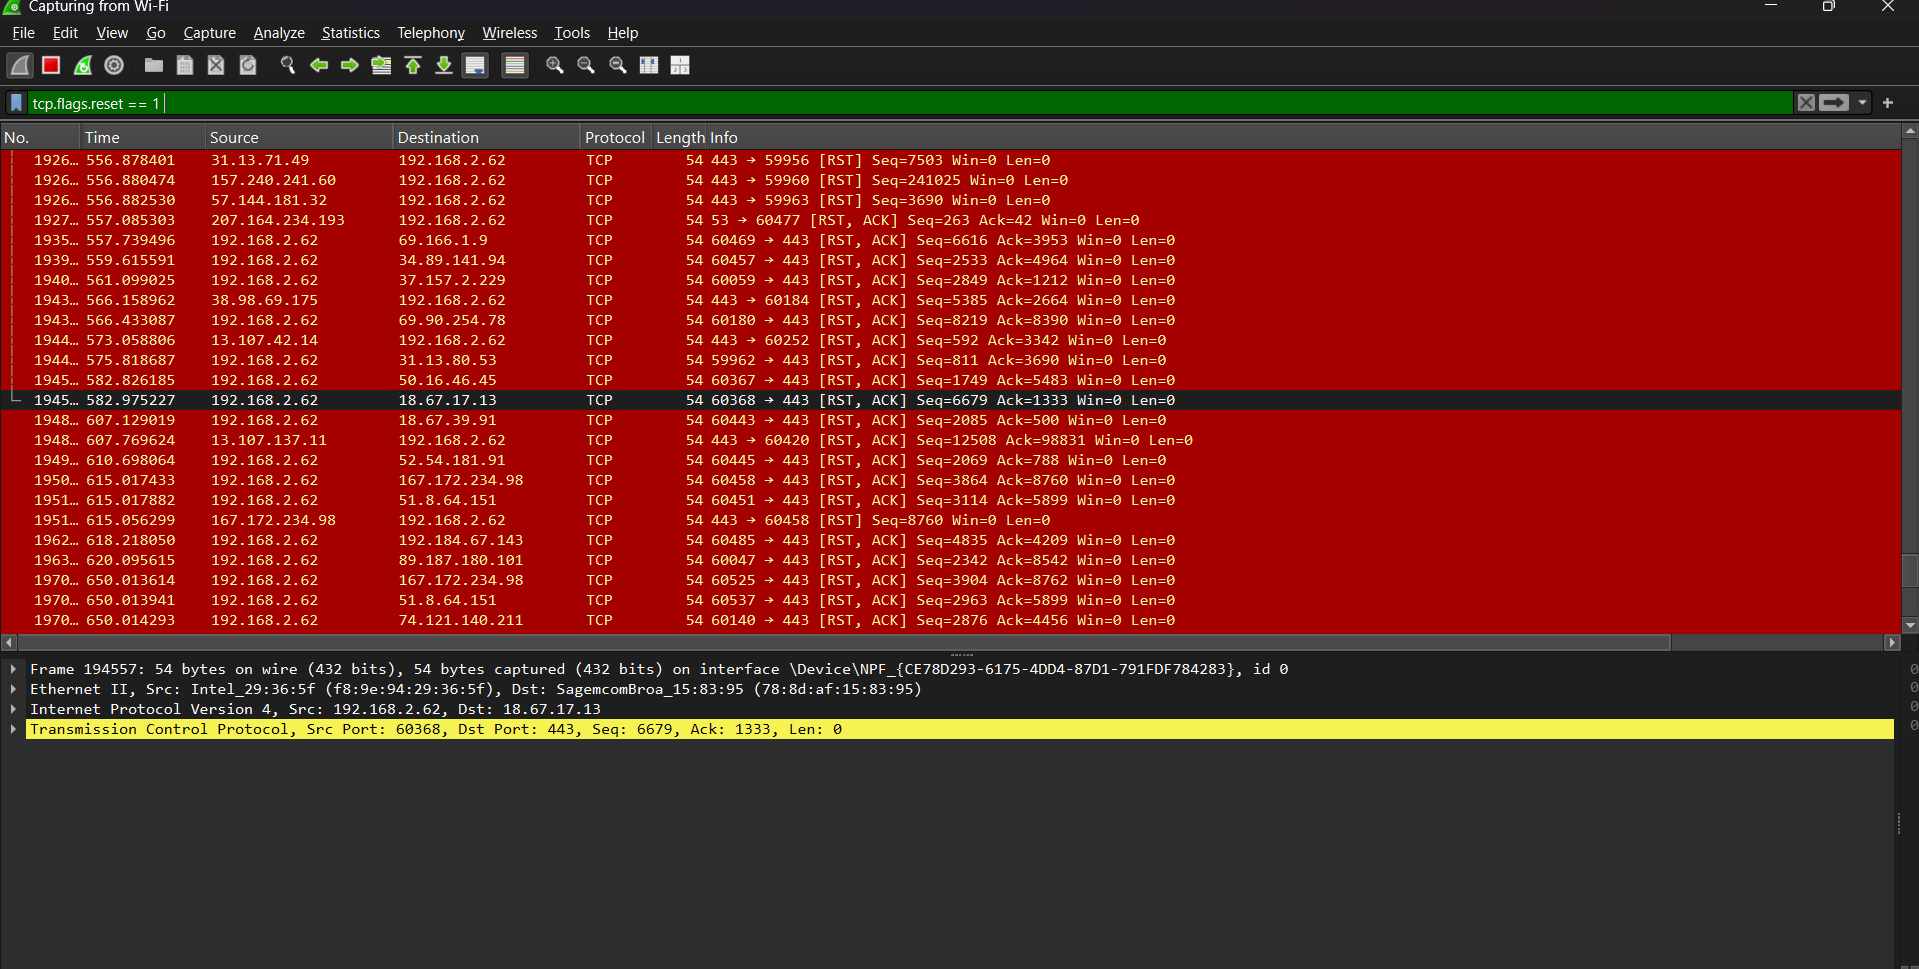 Capturing from Wi-Fi
File Edit View Go Capture Analyze Statistics Telephony Wireless Tools Help
tcp.flags.reset == 1
No. Time Source Destination Protocol Length Info
1926… 556.878401 31.13.71.49 192.168.2.62 TCP 54 443 → 59956 [RST] Seq=7503 Win=0 Len=0
1926… 556.880474 157.240.241.60 192.168.2.62 TCP 54 443 → 59960 [RST] Seq=241025 Win=0 Len=0
1926… 556.882530 57.144.181.32 192.168.2.62 TCP 54 443 → 59963 [RST] Seq=3690 Win=0 Len=0
1927… 557.085303 207.164.234.193 192.168.2.62 TCP 54 53 → 60477 [RST, ACK] Seq=263 Ack=42 Win=0 Len=0
1935… 557.739496 192.168.2.62 69.166.1.9 TCP 54 60469 → 443 [RST, ACK] Seq=6616 Ack=3953 Win=0 Len=0
1939… 559.615591 192.168.2.62 34.89.141.94 TCP 54 60457 → 443 [RST, ACK] Seq=2533 Ack=4964 Win=0 Len=0
1940… 561.099025 192.168.2.62 37.157.2.229 TCP 54 60059 → 443 [RST, ACK] Seq=2849 Ack=1212 Win=0 Len=0
1943… 566.158962 38.98.69.175 192.168.2.62 TCP 54 443 → 60184 [RST, ACK] Seq=5385 Ack=2664 Win=0 Len=0
1943… 566.433087 192.168.2.62 69.90.254.78 TCP 54 60180 → 443 [RST, ACK] Seq=8219 Ack=8390 Win=0 Len=0
1944… 573.058806 13.107.42.14 192.168.2.62 TCP 54 443 → 60252 [RST, ACK] Seq=592 Ack=3342 Win=0 Len=0
1944… 575.818687 192.168.2.62 31.13.80.53 TCP 54 59962 → 443 [RST, ACK] Seq=811 Ack=3690 Win=0 Len=0
1945… 582.826185 192.168.2.62 50.16.46.45 TCP 54 60367 → 443 [RST, ACK] Seq=1749 Ack=5483 Win=0 Len=0
1945… 582.975227 192.168.2.62 18.67.17.13 TCP 54 60368 → 443 [RST, ACK] Seq=6679 Ack=1333 Win=0 Len=0
1948… 607.129019 192.168.2.62 18.67.39.91 TCP 54 60443 → 443 [RST, ACK] Seq=2085 Ack=500 Win=0 Len=0
1948… 607.769624 13.107.137.11 192.168.2.62 TCP 54 443 → 60420 [RST, ACK] Seq=12508 Ack=98831 Win=0 Len=0
1949… 610.698064 192.168.2.62 52.54.181.91 TCP 54 60445 → 443 [RST, ACK] Seq=2069 Ack=788 Win=0 Len=0
1950… 615.017433 192.168.2.62 167.172.234.98 TCP 54 60458 → 443 [RST, ACK] Seq=3864 Ack=8760 Win=0 Len=0
1951… 615.017882 192.168.2.62 51.8.64.151 TCP 54 60451 → 443 [RST, ACK] Seq=3114 Ack=5899 Win=0 Len=0
1951… 615.056299 167.172.234.98 192.168.2.62 TCP 54 443 → 60458 [RST] Seq=8760 Win=0 Len=0
1962… 618.218050 192.168.2.62 192.184.67.143 TCP 54 60485 → 443 [RST, ACK] Seq=4835 Ack=4209 Win=0 Len=0
1963… 620.095615 192.168.2.62 89.187.180.101 TCP 54 60047 → 443 [RST, ACK] Seq=2342 Ack=8542 Win=0 Len=0
1970… 650.013614 192.168.2.62 167.172.234.98 TCP 54 60525 → 443 [RST, ACK] Seq=3904 Ack=8762 Win=0 Len=0
1970… 650.013941 192.168.2.62 51.8.64.151 TCP 54 60537 → 443 [RST, ACK] Seq=2963 Ack=5899 Win=0 Len=0
1970… 650.014293 192.168.2.62 74.121.140.211 TCP 54 60140 → 443 [RST, ACK] Seq=2876 Ack=4456 Win=0 Len=0
Frame 194557: 54 bytes on wire (432 bits), 54 bytes captured (432 bits) on interface \Device\NPF_{CE78D293-6175-4DD4-87D1-791FDF784283}, id 0
Ethernet II, Src: Intel_29:36:5f (f8:9e:94:29:36:5f), Dst: SagemcomBroa_15:83:95 (78:8d:af:15:83:95)
Internet Protocol Version 4, Src: 192.168.2.62, Dst: 18.67.17.13
Transmission Control Protocol, Src Port: 60368, Dst Port: 443, Seq: 6679, Ack: 1333, Len: 0